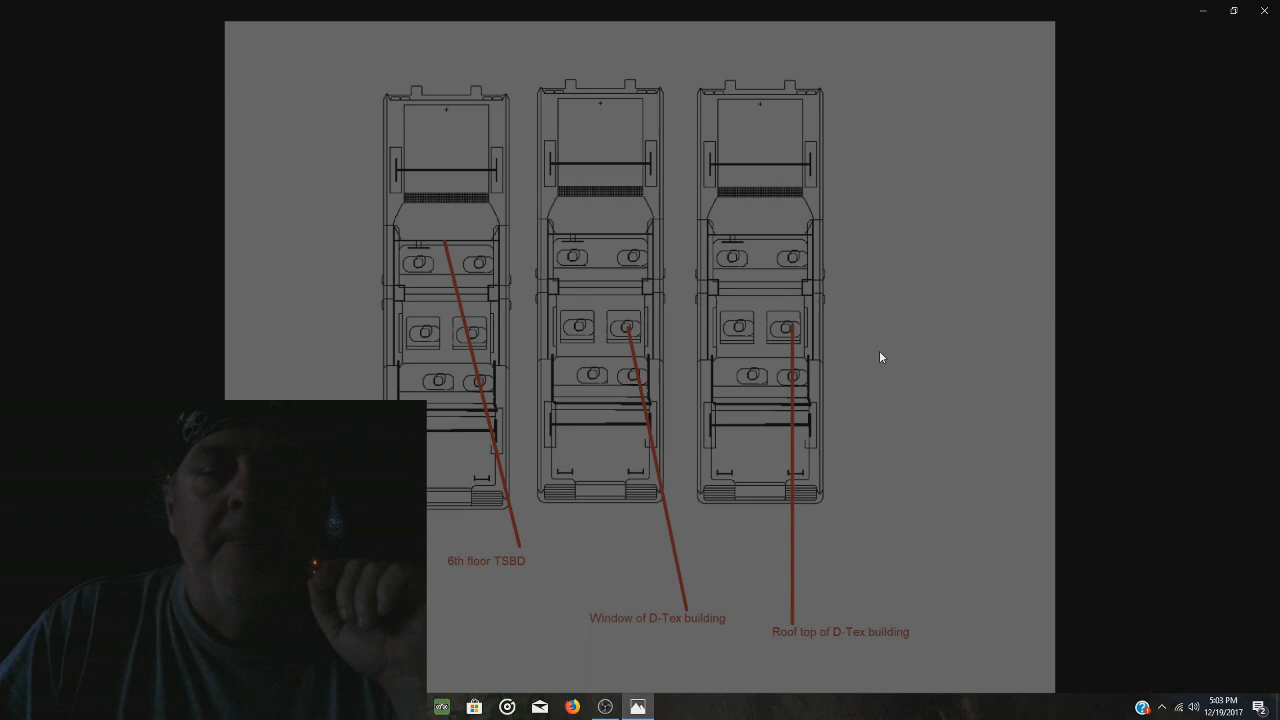 6th floor TSBD
Window of D-Tex building
Roof top of D-Tex building
5:03 PM
12/19/2017